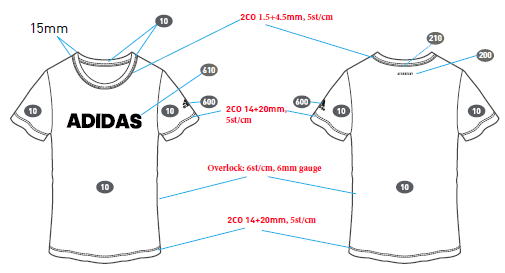 15mm
10
2CO 1.5+4.5mm, 5st/cm
210
200
610
600
600
10
10
2CO 14+20mm,
5st/cm
10
10
ADIDAS
Overlock: 6st/cm, 6mm gauge
10
10
2CO 14+20mm, 5st/cm